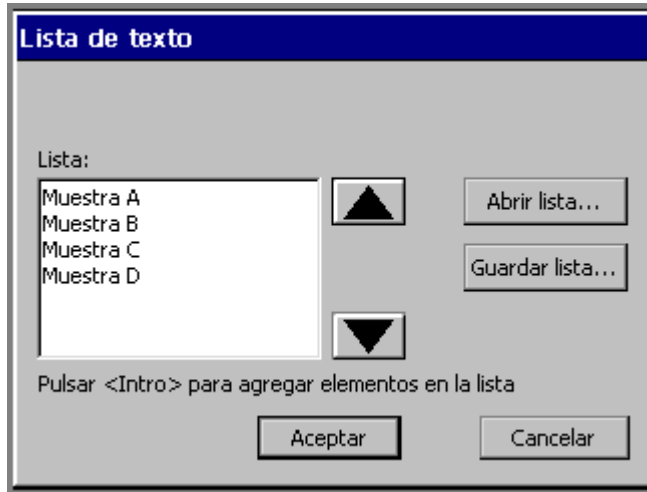 Lista de texto
Lista:
Muestra A
Muestra B
Muestra C
Muestra D
Abrir lista...
Guardar lista...
Pulsar <Intro> para agregar elementos en la lista
Aceptar
Cancelar